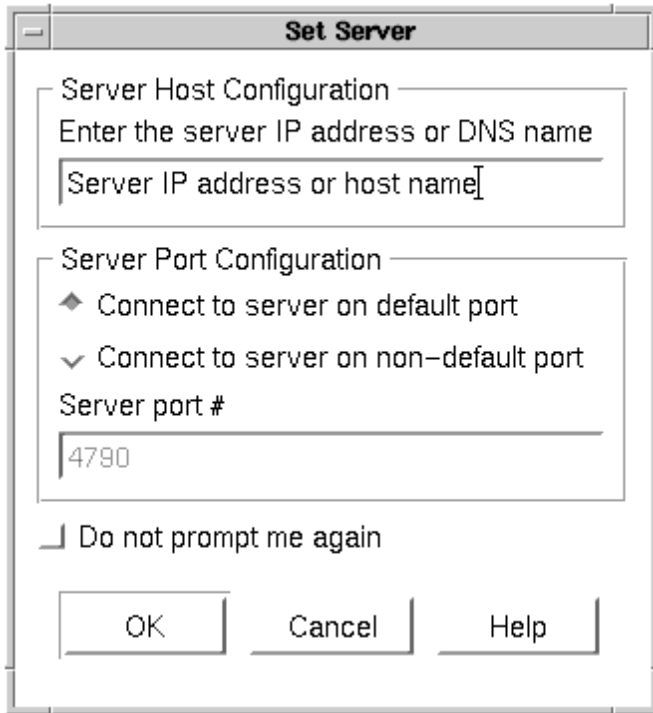 Set Server
Server Host Configuration
Enter the server IP address or DNS name
Server IP address or host name
Server Port Configuration
Connect to server on default port
Connect to server on non-default port
Server port #
4790
Do not prompt me again
OK Cancel Help